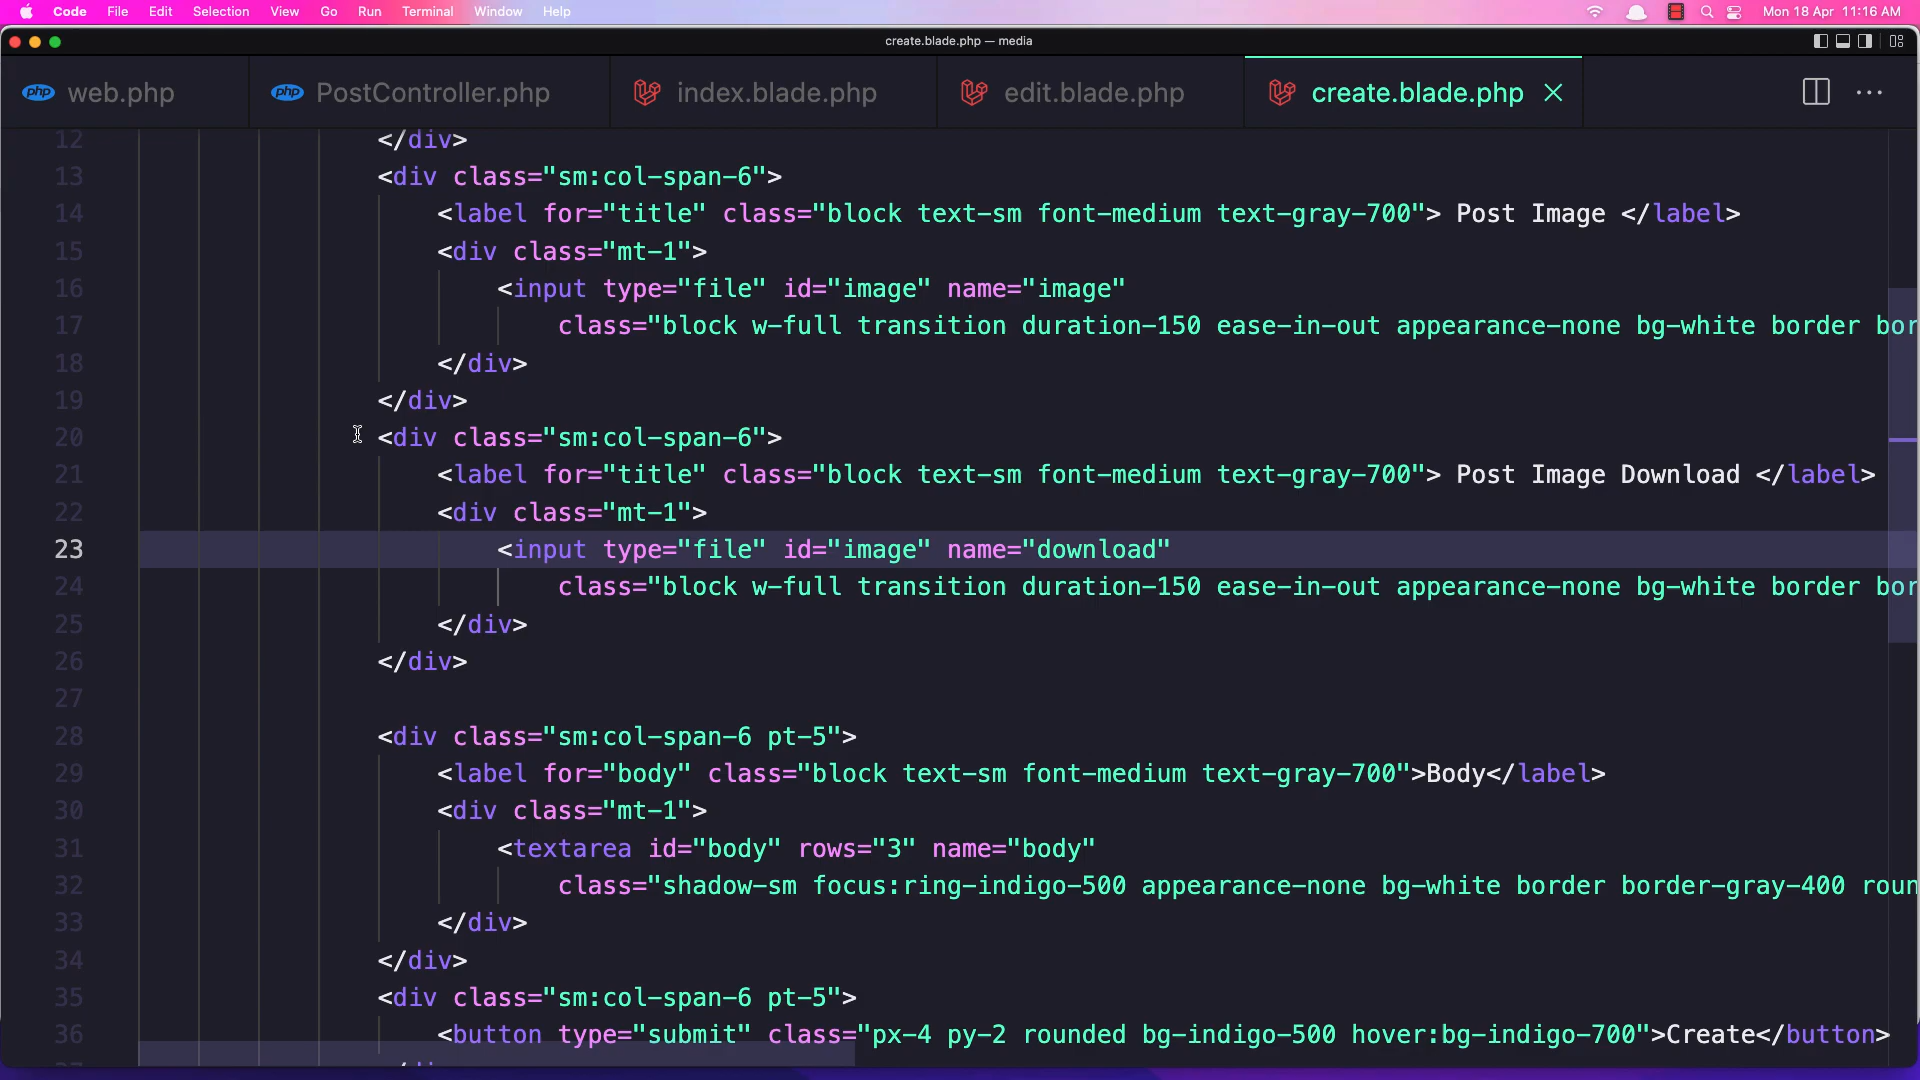 Code File Edit Selection View Go Run Terminal Window Help Mon 18 Apr 11:16 AM
create.blade.php — media
php web.php php PostController.php index.blade.php edit.blade.php create.blade.php
12 </div>
13 <div class="sm:col-span-6">
14 <label for="title" class="block text-sm font-medium text-gray-700"> Post Image </label>
15 <div class="mt-1">
16 <input type="file" id="image" name="image"
17 class="block w-full transition duration-150 ease-in-out appearance-none bg-white border bor
18 </div>
19 </div>
20 <div class="sm:col-span-6">
21 <label for="title" class="block text-sm font-medium text-gray-700"> Post Image Download </label>
22 <div class="mt-1">
23 <input type="file" id="image" name="download"
24 class="block w-full transition duration-150 ease-in-out appearance-none bg-white border bor
25 </div>
26 </div>
27
28 <div class="sm:col-span-6 pt-5">
29 <label for="body" class="block text-sm font-medium text-gray-700">Body</label>
30 <div class="mt-1">
31 <textarea id="body" rows="3" name="body"
32 class="shadow-sm focus:ring-indigo-500 appearance-none bg-white border border-gray-400 roun
33 </div>
34 </div>
35 <div class="sm:col-span-6 pt-5">
36 <button type="submit" class="px-4 py-2 rounded bg-indigo-500 hover:bg-indigo-700">Create</button>